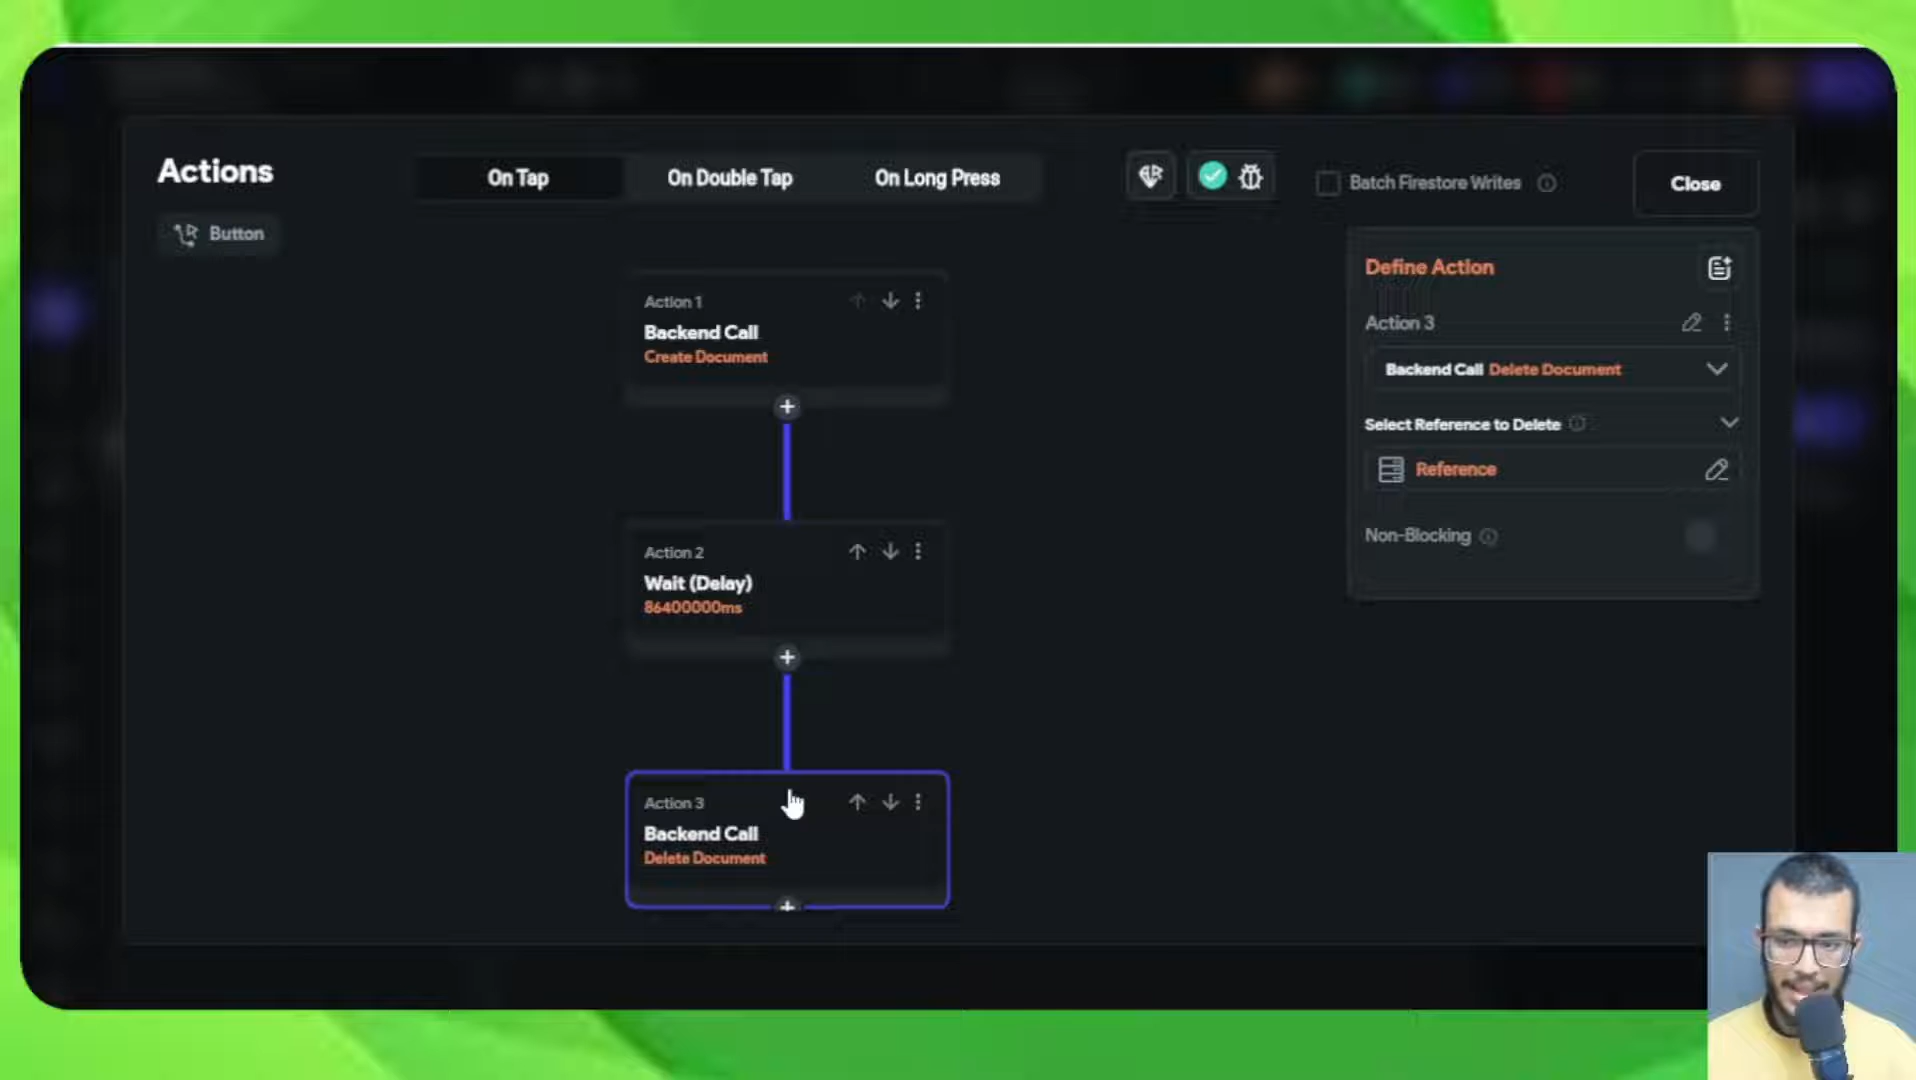 Actions
On Tap
On Double Tap
On Long Press
Batch Firestore Writes
Close
Button
Action 1
Backend Call
Create Document
Action 2
Wait (Delay)
86400000ms
Action 3
Backend Call
Delete Document
Define Action
Action 3
Backend Call Delete Document
Select Reference to Delete
Reference
Non-Blocking